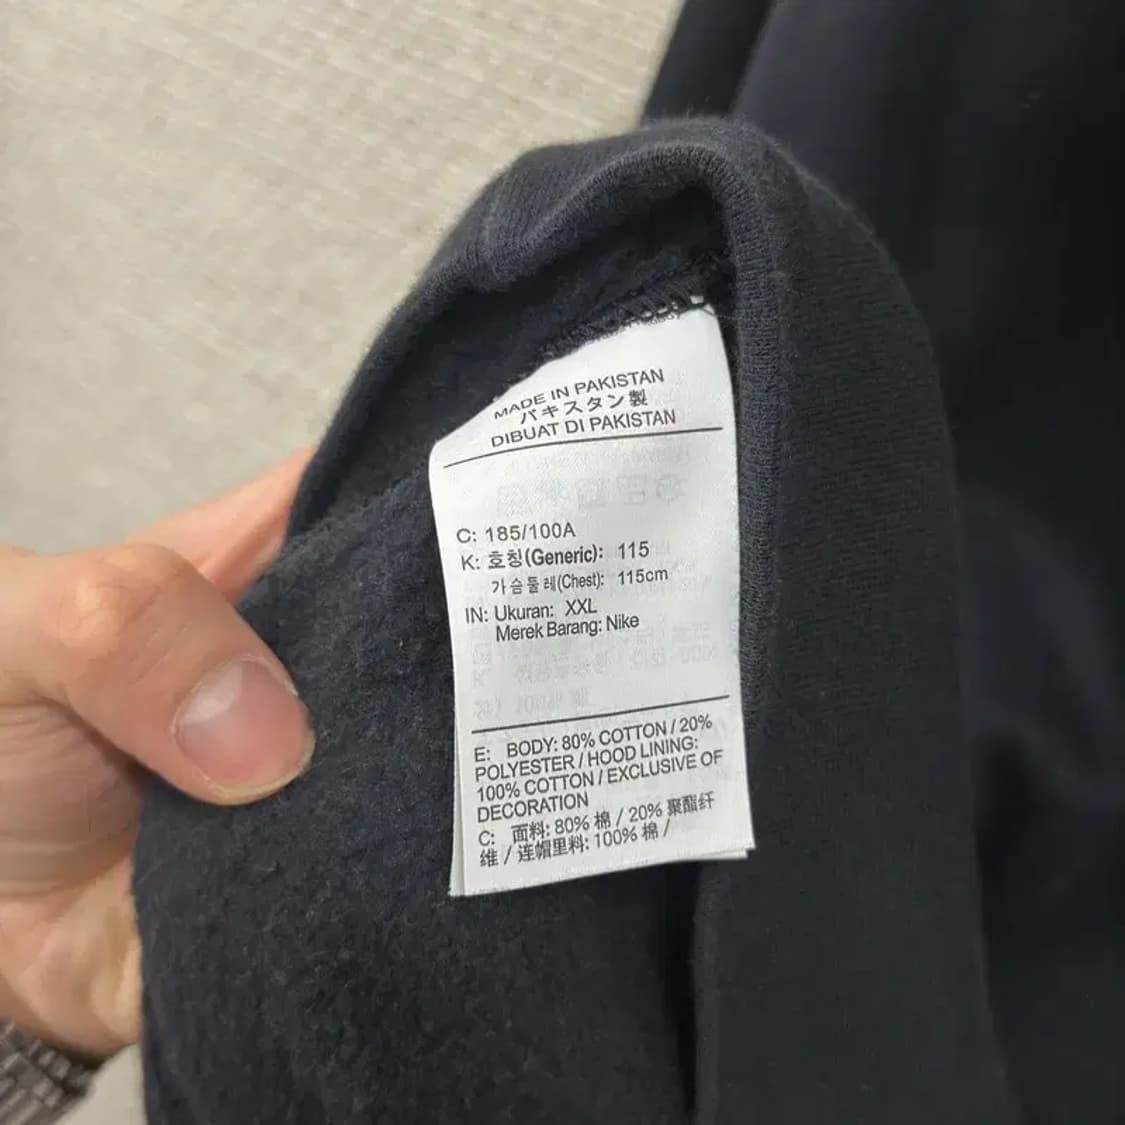 MADE IN PAKISTAN
パキスタン製
DIBUAT DI PAKISTAN
C: 185/100A
K: 호칭(Generic): 115
가슴둘레(Chest): 115cm
IN: Ukuran: XXL
Merek Barang: Nike
E: BODY: 80% COTTON / 20%
POLYESTER / HOOD LINING:
100% COTTON / EXCLUSIVE OF
DECORATION
C: 面料: 80% 棉 / 20% 聚酯纤
维 / 连帽里料: 100% 棉 /